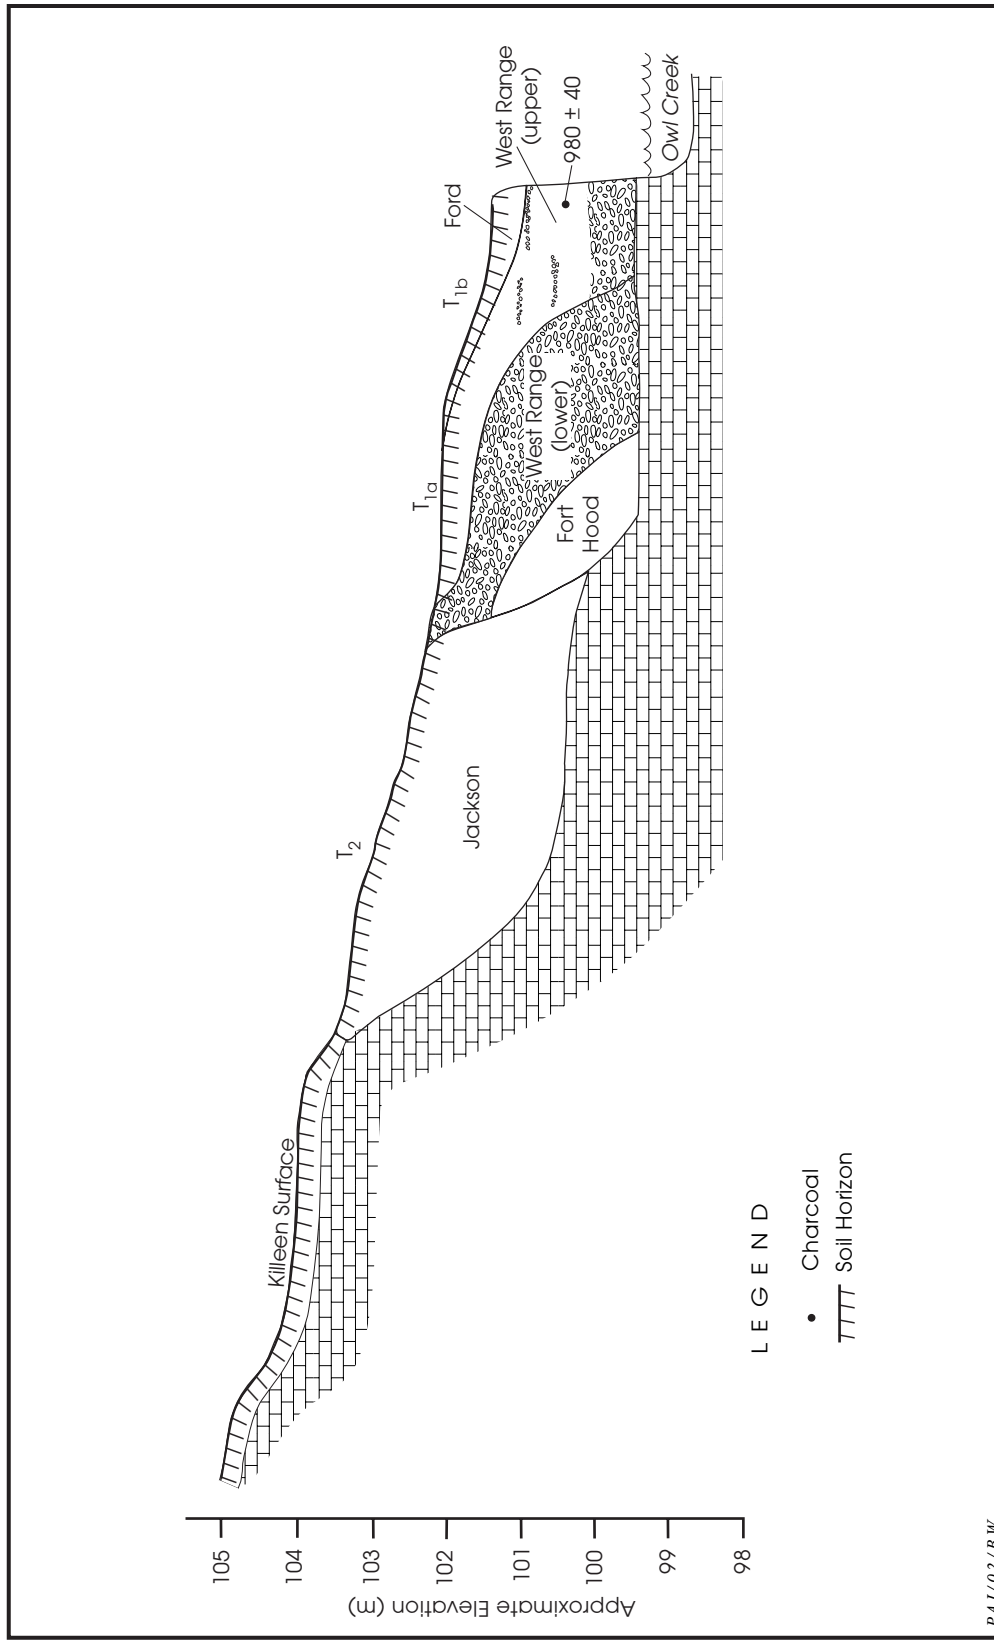 Approximate Elevation (m)
105
104
103
102
101
100
99
98
Killeen Surface
T2
T1a
T1b
Ford
West Range
(upper)
980 ± 40
Owl Creek
West Range
(lower)
Fort
Hood
Jackson
LEGEND
Charcoal
Soil Horizon